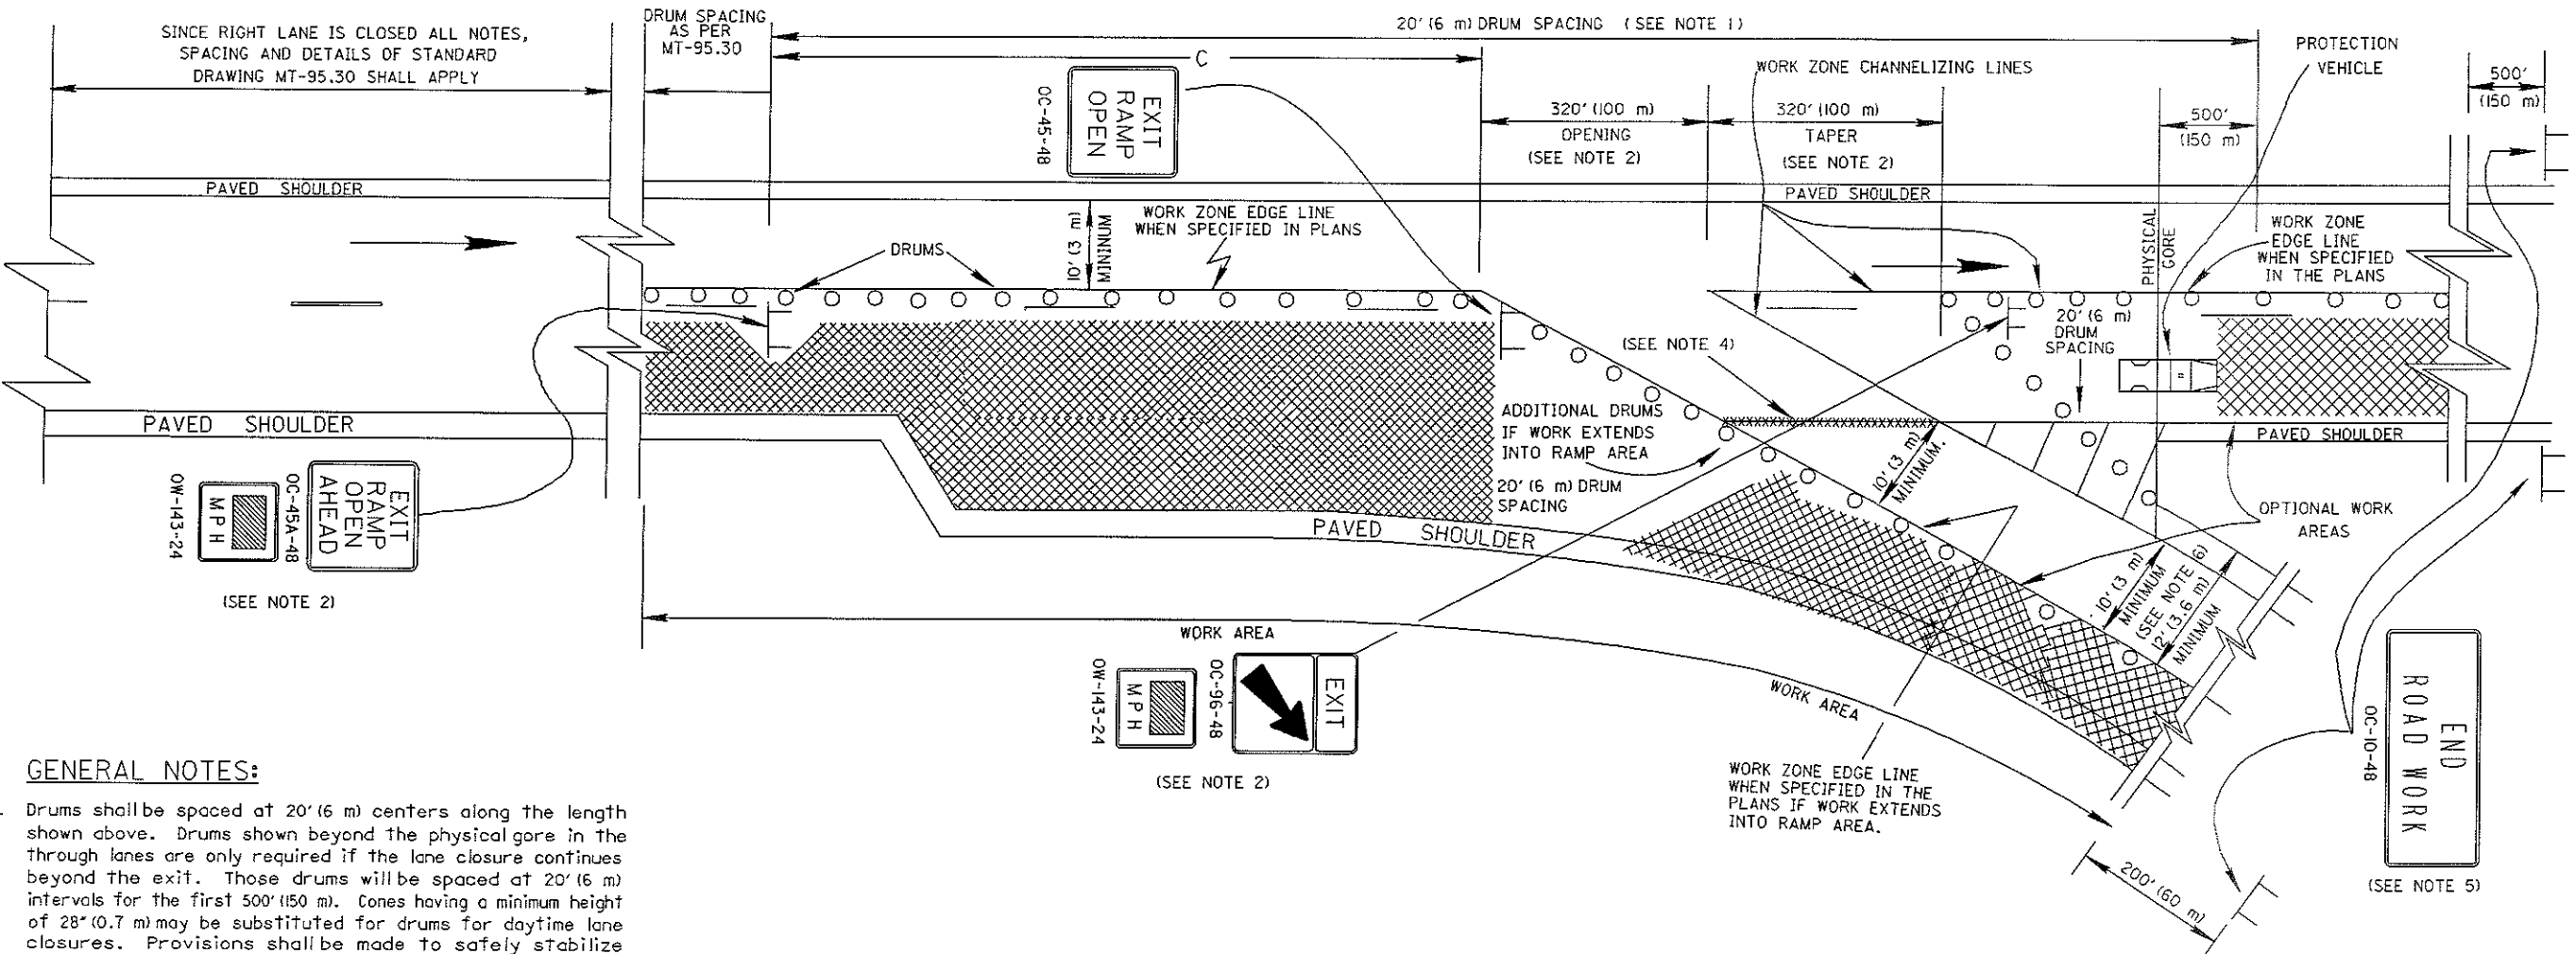 SINCE RIGHT LANE IS CLOSED ALL NOTES,
SPACING AND DETAILS OF STANDARD
DRAWING MT-95.30 SHALL APPLY
DRUM SPACING
AS PER
MT-95.30
20' (6 m) DRUM SPACING (SEE NOTE 1)
C
EXIT
RAMP
OPEN
OC-45-48
WORK ZONE CHANNELIZING LINES
320' (100 m)
OPENING
(SEE NOTE 2)
320' (100 m)
TAPER
(SEE NOTE 2)
500'
(150 m)
PROTECTION
VEHICLE
500'
(150 m)
PAVED SHOULDER
PAVED SHOULDER
10' (3 m)
MINIMUM
WORK ZONE EDGE LINE
WHEN SPECIFIED IN PLANS
DRUMS
PHYSICAL
GORE
WORK ZONE
EDGE LINE
WHEN SPECIFIED
IN THE PLANS
20' (6 m)
DRUM
SPACING
(SEE NOTE 4)
ADDITIONAL DRUMS
IF WORK EXTENDS
INTO RAMP AREA
20' (6 m) DRUM
SPACING
10' (3 m)
MINIMUM.
PAVED SHOULDER
PAVED SHOULDER
PAVED SHOULDER
OPTIONAL WORK
AREAS
EXIT
RAMP
OPEN
AHEAD
OC-45A-48
MPH
OW-143-24
(SEE NOTE 2)
10' (3 m)
MINIMUM
(SEE NOTE 6)
12' (3.6 m)
MINIMUM
WORK AREA
WORK AREA
EXIT
OC-96-48
MPH
OW-143-24
(SEE NOTE 2)
END
ROAD WORK
OC-10-48
(SEE NOTE 5)
WORK ZONE EDGE LINE
WHEN SPECIFIED IN THE
PLANS IF WORK EXTENDS
INTO RAMP AREA.
200' (60 m)
GENERAL NOTES:
Drums shall be spaced at 20' (6 m) centers along the length
shown above. Drums shown beyond the physical gore in the
through lanes are only required if the lane closure continues
beyond the exit. Those drums will be spaced at 20' (6 m)
intervals for the first 500' (150 m). Cones having a minimum height
of 28" (0.7 m) may be substituted for drums for daytime lane
closures. Provisions shall be made to safely stabilize